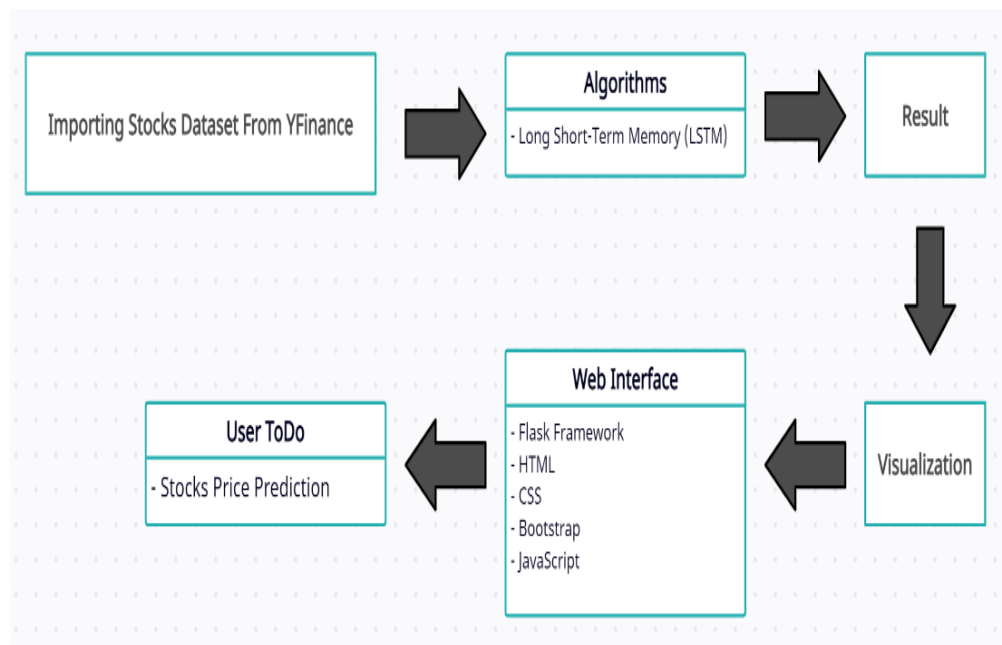 Importing Stocks Dataset From YFinance
Algorithms
- Long Short-Term Memory (LSTM)
Result
Visualization
Web Interface
- Flask Framework
- HTML
- CSS
- Bootstrap
- JavaScript
User ToDo
- Stocks Price Prediction